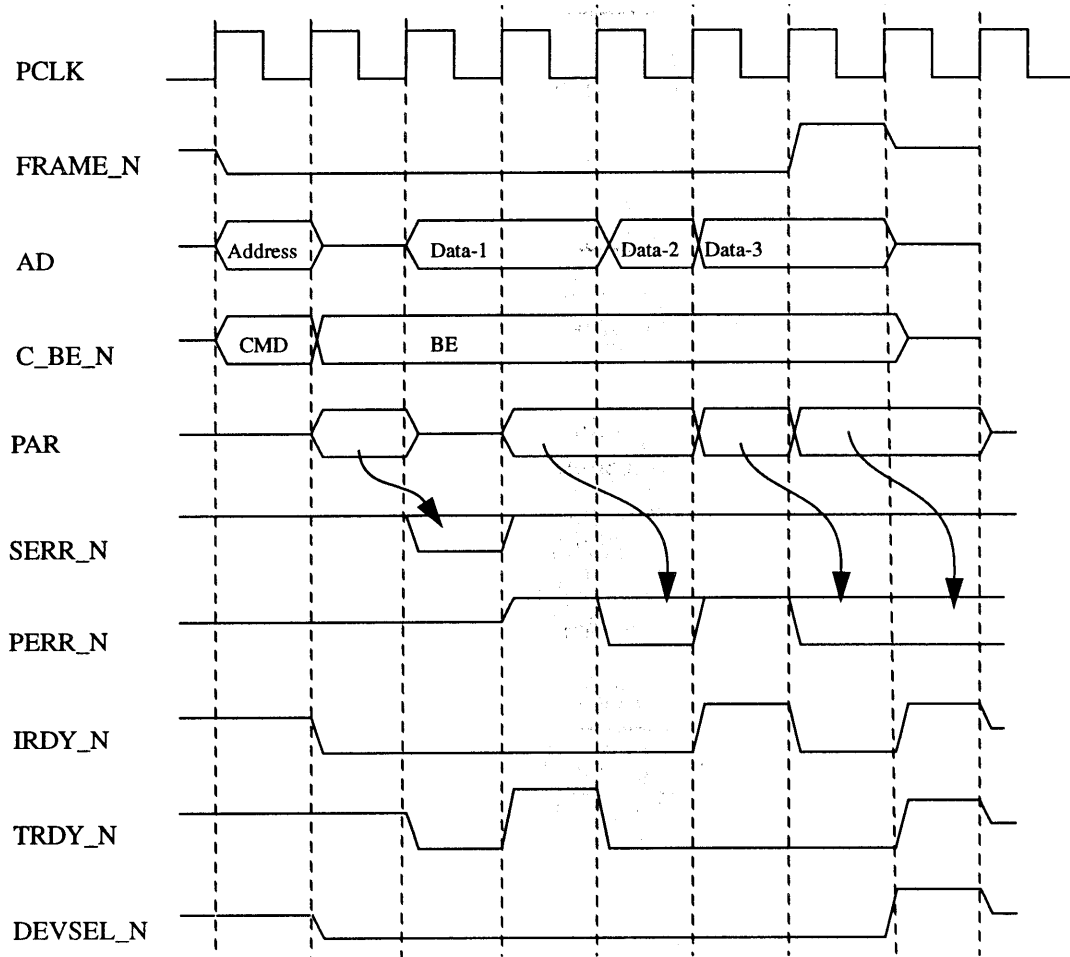 PCLK
FRAME_N
AD
Address
Data-1
Data-2
Data-3
C_BE_N
CMD
BE
PAR
SERR_N
PERR_N
IRDY_N
TRDY_N
DEVSEL_N